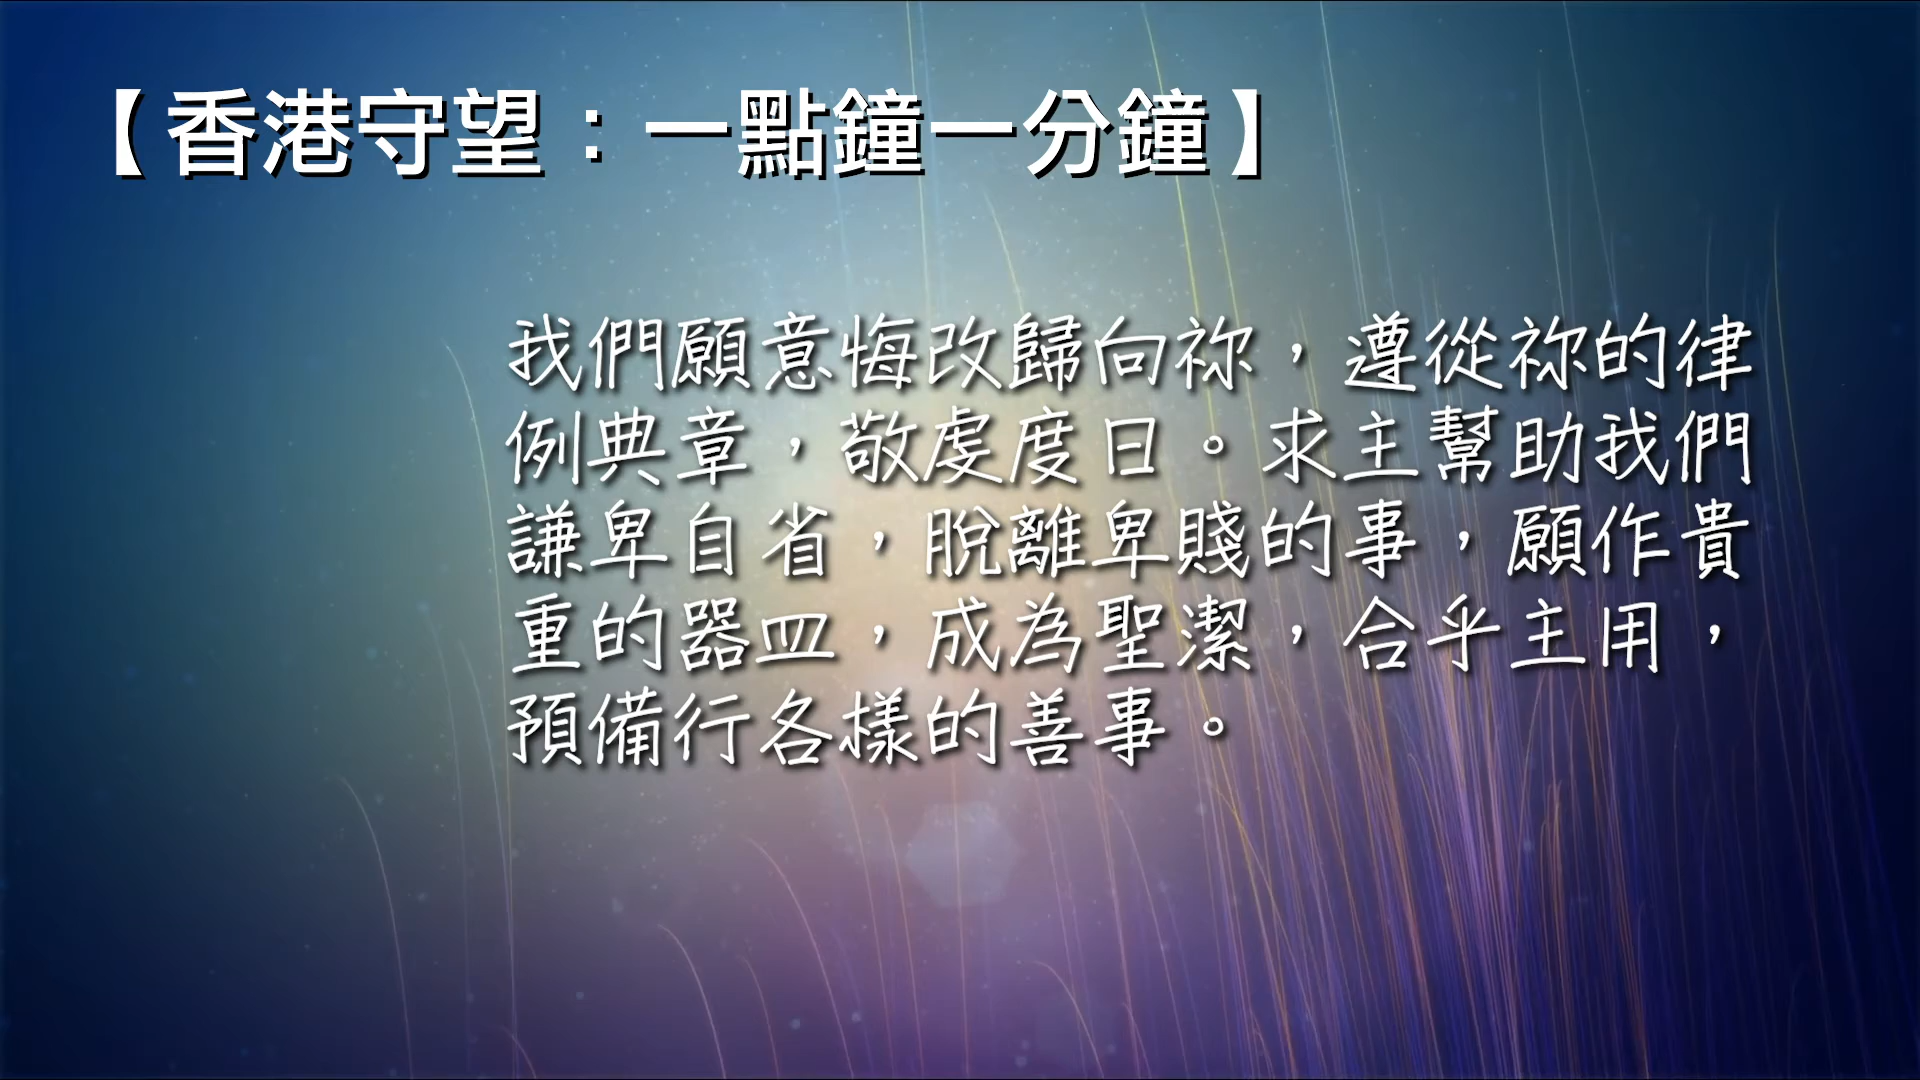 【香港守望：一點鐘一分鐘】
我們願意悔改歸向祢，遵從祢的律
例典章，敬虔度日。求主幫助我們
謙卑自省，脫離卑賤的事，願作貴
重的器皿，成為聖潔，合乎主用，
預備行各樣的善事。